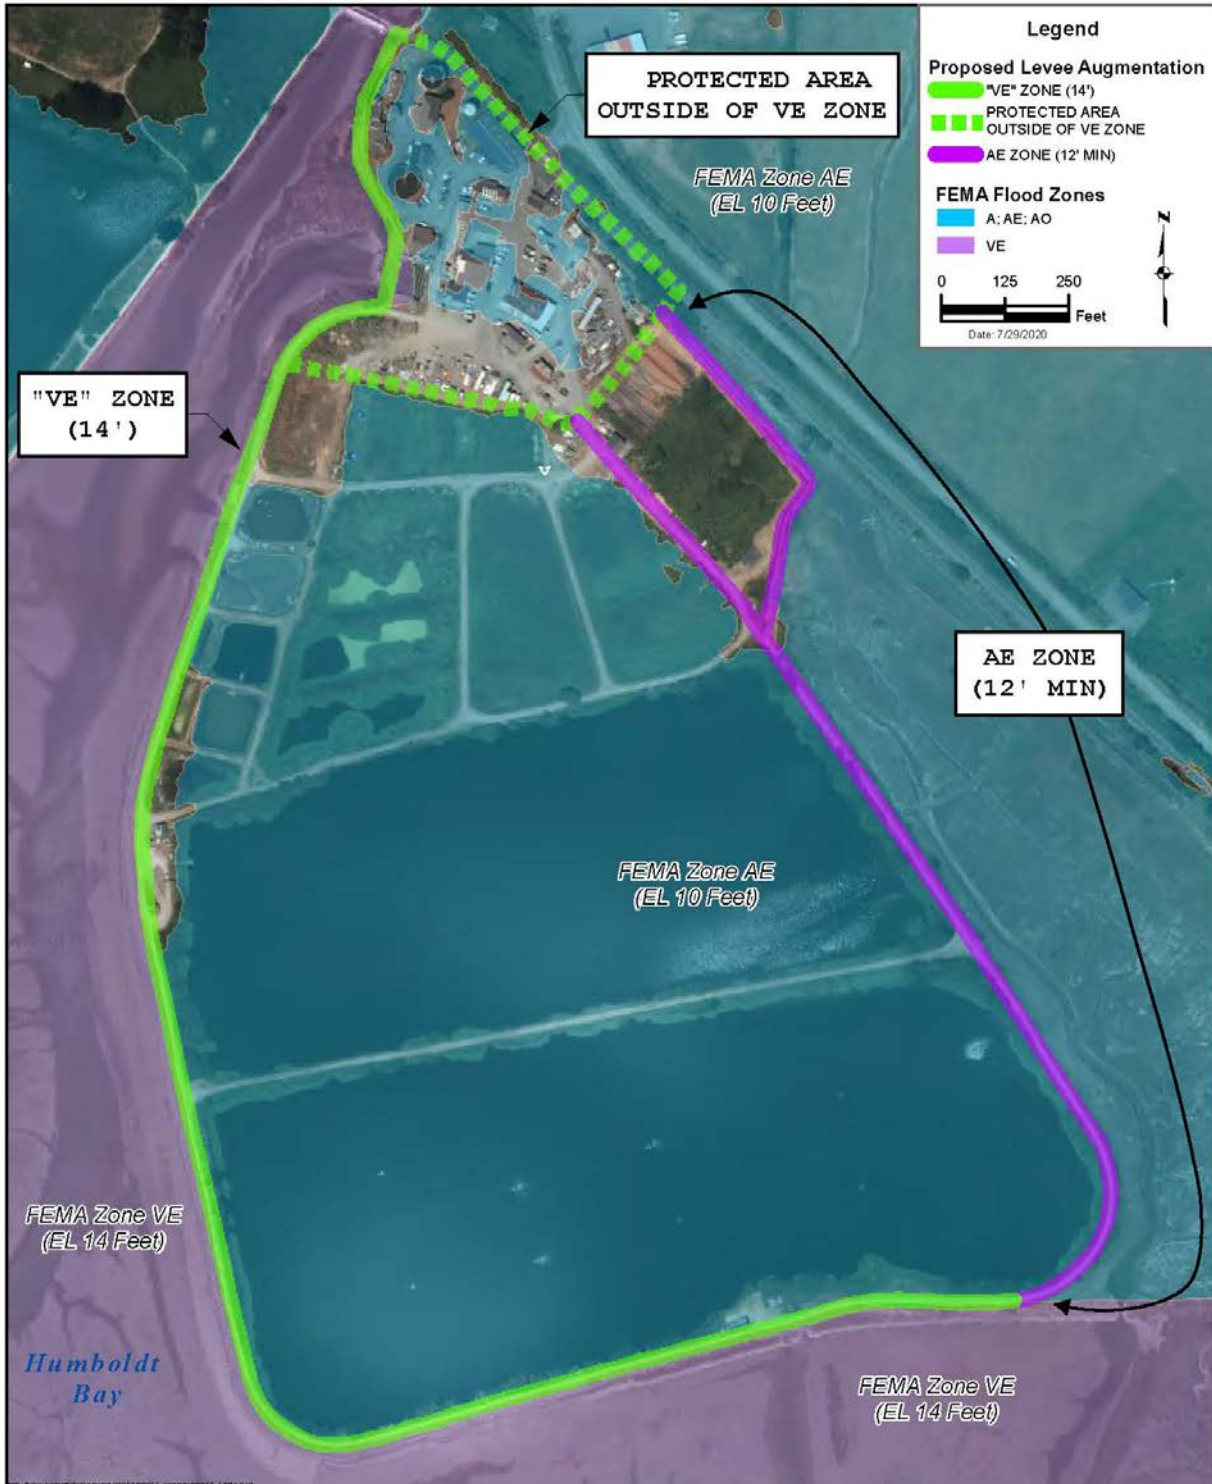 Legend
Proposed Levee Augmentation
"VE" ZONE (14')
PROTECTED AREA
OUTSIDE OF VE ZONE
AE ZONE (12' MIN)
FEMA Flood Zones
A; AE; AO
VE
N
0 125 250
Feet
Date: 7/29/2020
PROTECTED AREA
OUTSIDE OF VE ZONE
FEMA Zone AE
(EL 10 Feet)
"VE" ZONE
(14')
AE ZONE
(12' MIN)
FEMA Zone AE
(EL 10 Feet)
FEMA Zone VE
(EL 14 Feet)
Humboldt
Bay
FEMA Zone VE
(EL 14 Feet)